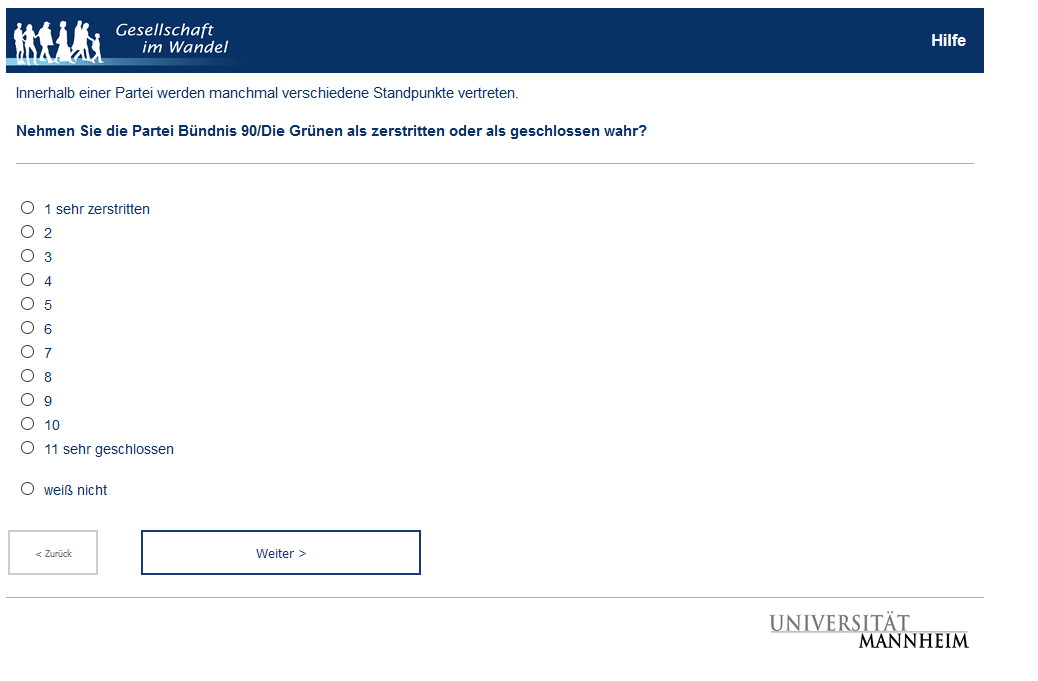 Gesellschaft
im Wandel
Hilfe
Innerhalb einer Partei werden manchmal verschiedene Standpunkte vertreten.
Nehmen Sie die Partei Bündnis 90/Die Grünen als zerstritten oder als geschlossen wahr?
1 sehr zerstritten
2
3
4
5
6
7
8
9
10
11 sehr geschlossen
weiß nicht
< Zurück
Weiter >
UNIVERSITÄT
MANNHEIM